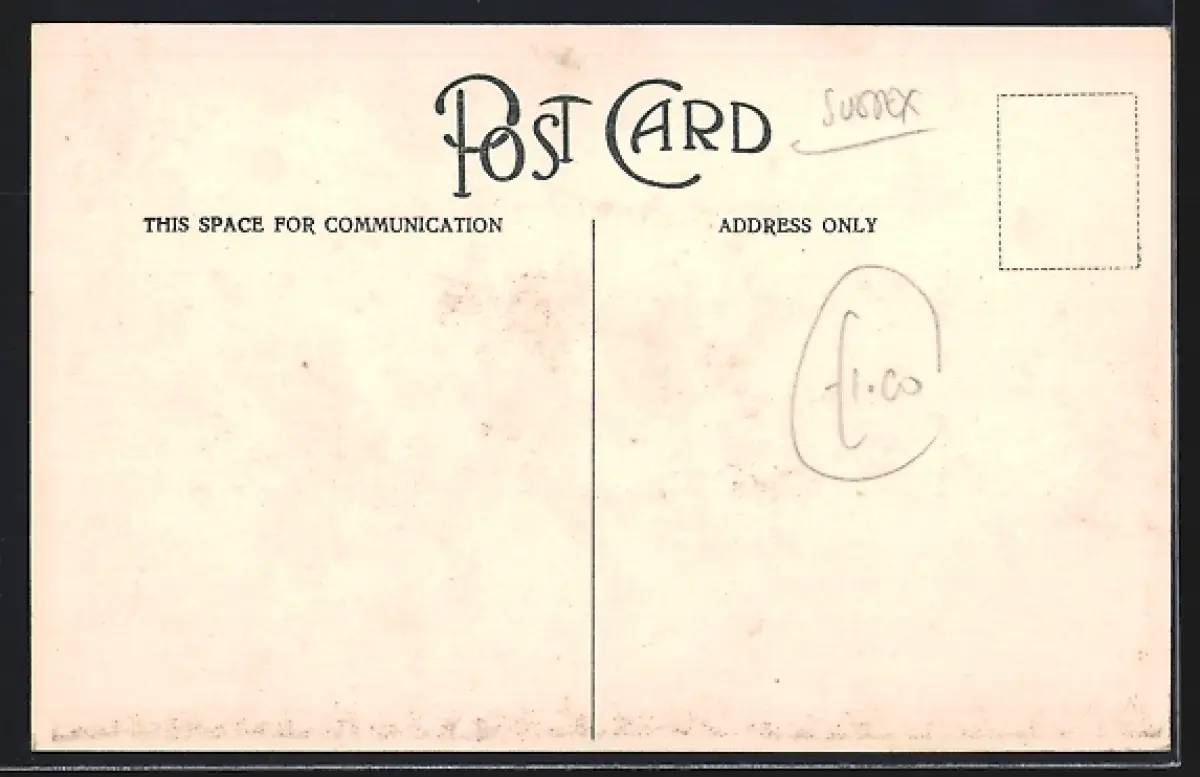 POST CARD
SUSSEX
THIS SPACE FOR COMMUNICATION
ADDRESS ONLY
£1.00